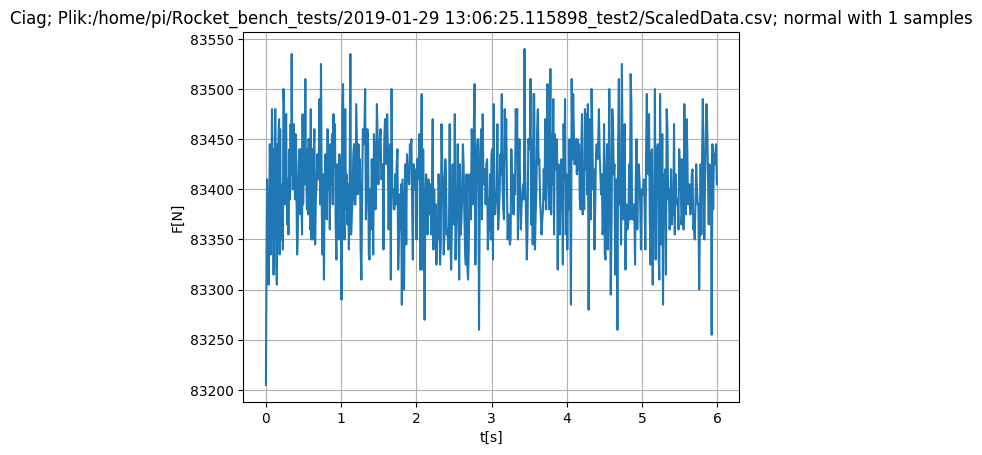 Ciag; Plik:/home/pi/Rocket_bench_tests/2019-01-29 13:06:25.115898_test2/ScaledData.csv; normal with 1 samples
83550
83500
83450
83400
83350
83300
83250
83200
F[N]
0 1 2 3 4 5 6
t[s]